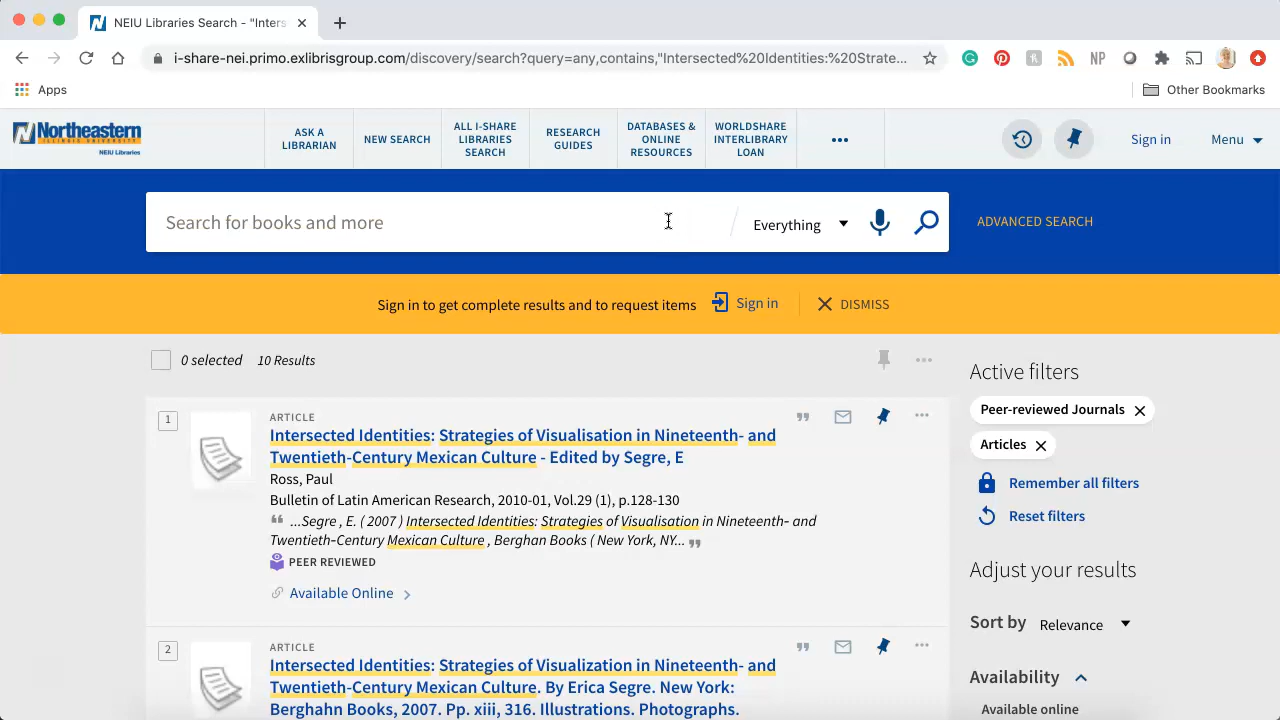 NEIU Libraries Search - "Inters
i-share-nei.primo.exlibrisgroup.com/discovery/search?query=any,contains,"Intersected%20Identities:%20Strate...
NP
Apps
Other Bookmarks
Northeastern
ILLINOIS UNIVERSITY
NEIU Libraries
ASK A
LIBRARIAN
NEW SEARCH
ALL I-SHARE
LIBRARIES
SEARCH
RESEARCH
GUIDES
DATABASES &
ONLINE
RESOURCES
WORLDSHARE
INTERLIBRARY
LOAN
Sign in
Menu
Search for books and more
Everything
ADVANCED SEARCH
Sign in to get complete results and to request items
Sign in
DISMISS
0 selected
10 Results
1
ARTICLE
Intersected Identities: Strategies of Visualisation in Nineteenth- and
Twentieth-Century Mexican Culture - Edited by Segre, E
Ross, Paul
Bulletin of Latin American Research, 2010-01, Vol.29 (1), p.128-130
...Segre , E. ( 2007 ) Intersected Identities: Strategies of Visualisation in Nineteenth- and
Twentieth-Century Mexican Culture , Berghan Books ( New York, NY...
PEER REVIEWED
Available Online
2
ARTICLE
Intersected Identities: Strategies of Visualization in Nineteenth- and
Twentieth-Century Mexican Culture. By Erica Segre. New York:
Berghahn Books, 2007. Pp. xiii, 316. Illustrations. Photographs.
Active filters
Peer-reviewed Journals
Articles
Remember all filters
Reset filters
Adjust your results
Sort by Relevance
Availability
Available online